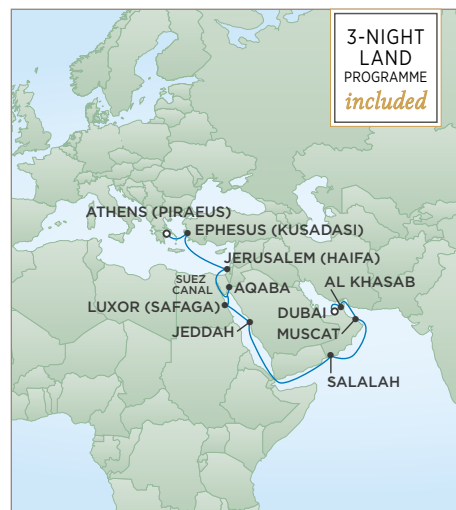 3-NIGHT
LAND
PROGRAMME
included
ATHENS (PIRAEUS)
EPHESUS (KUSADASI)
JERUSALEM (HAIFA)
SUEZ
CANAL
AQABA
AL KHASAB
LUXOR (SAFAGA)
DUBAI
JEDDAH
MUSCAT
SALALAH